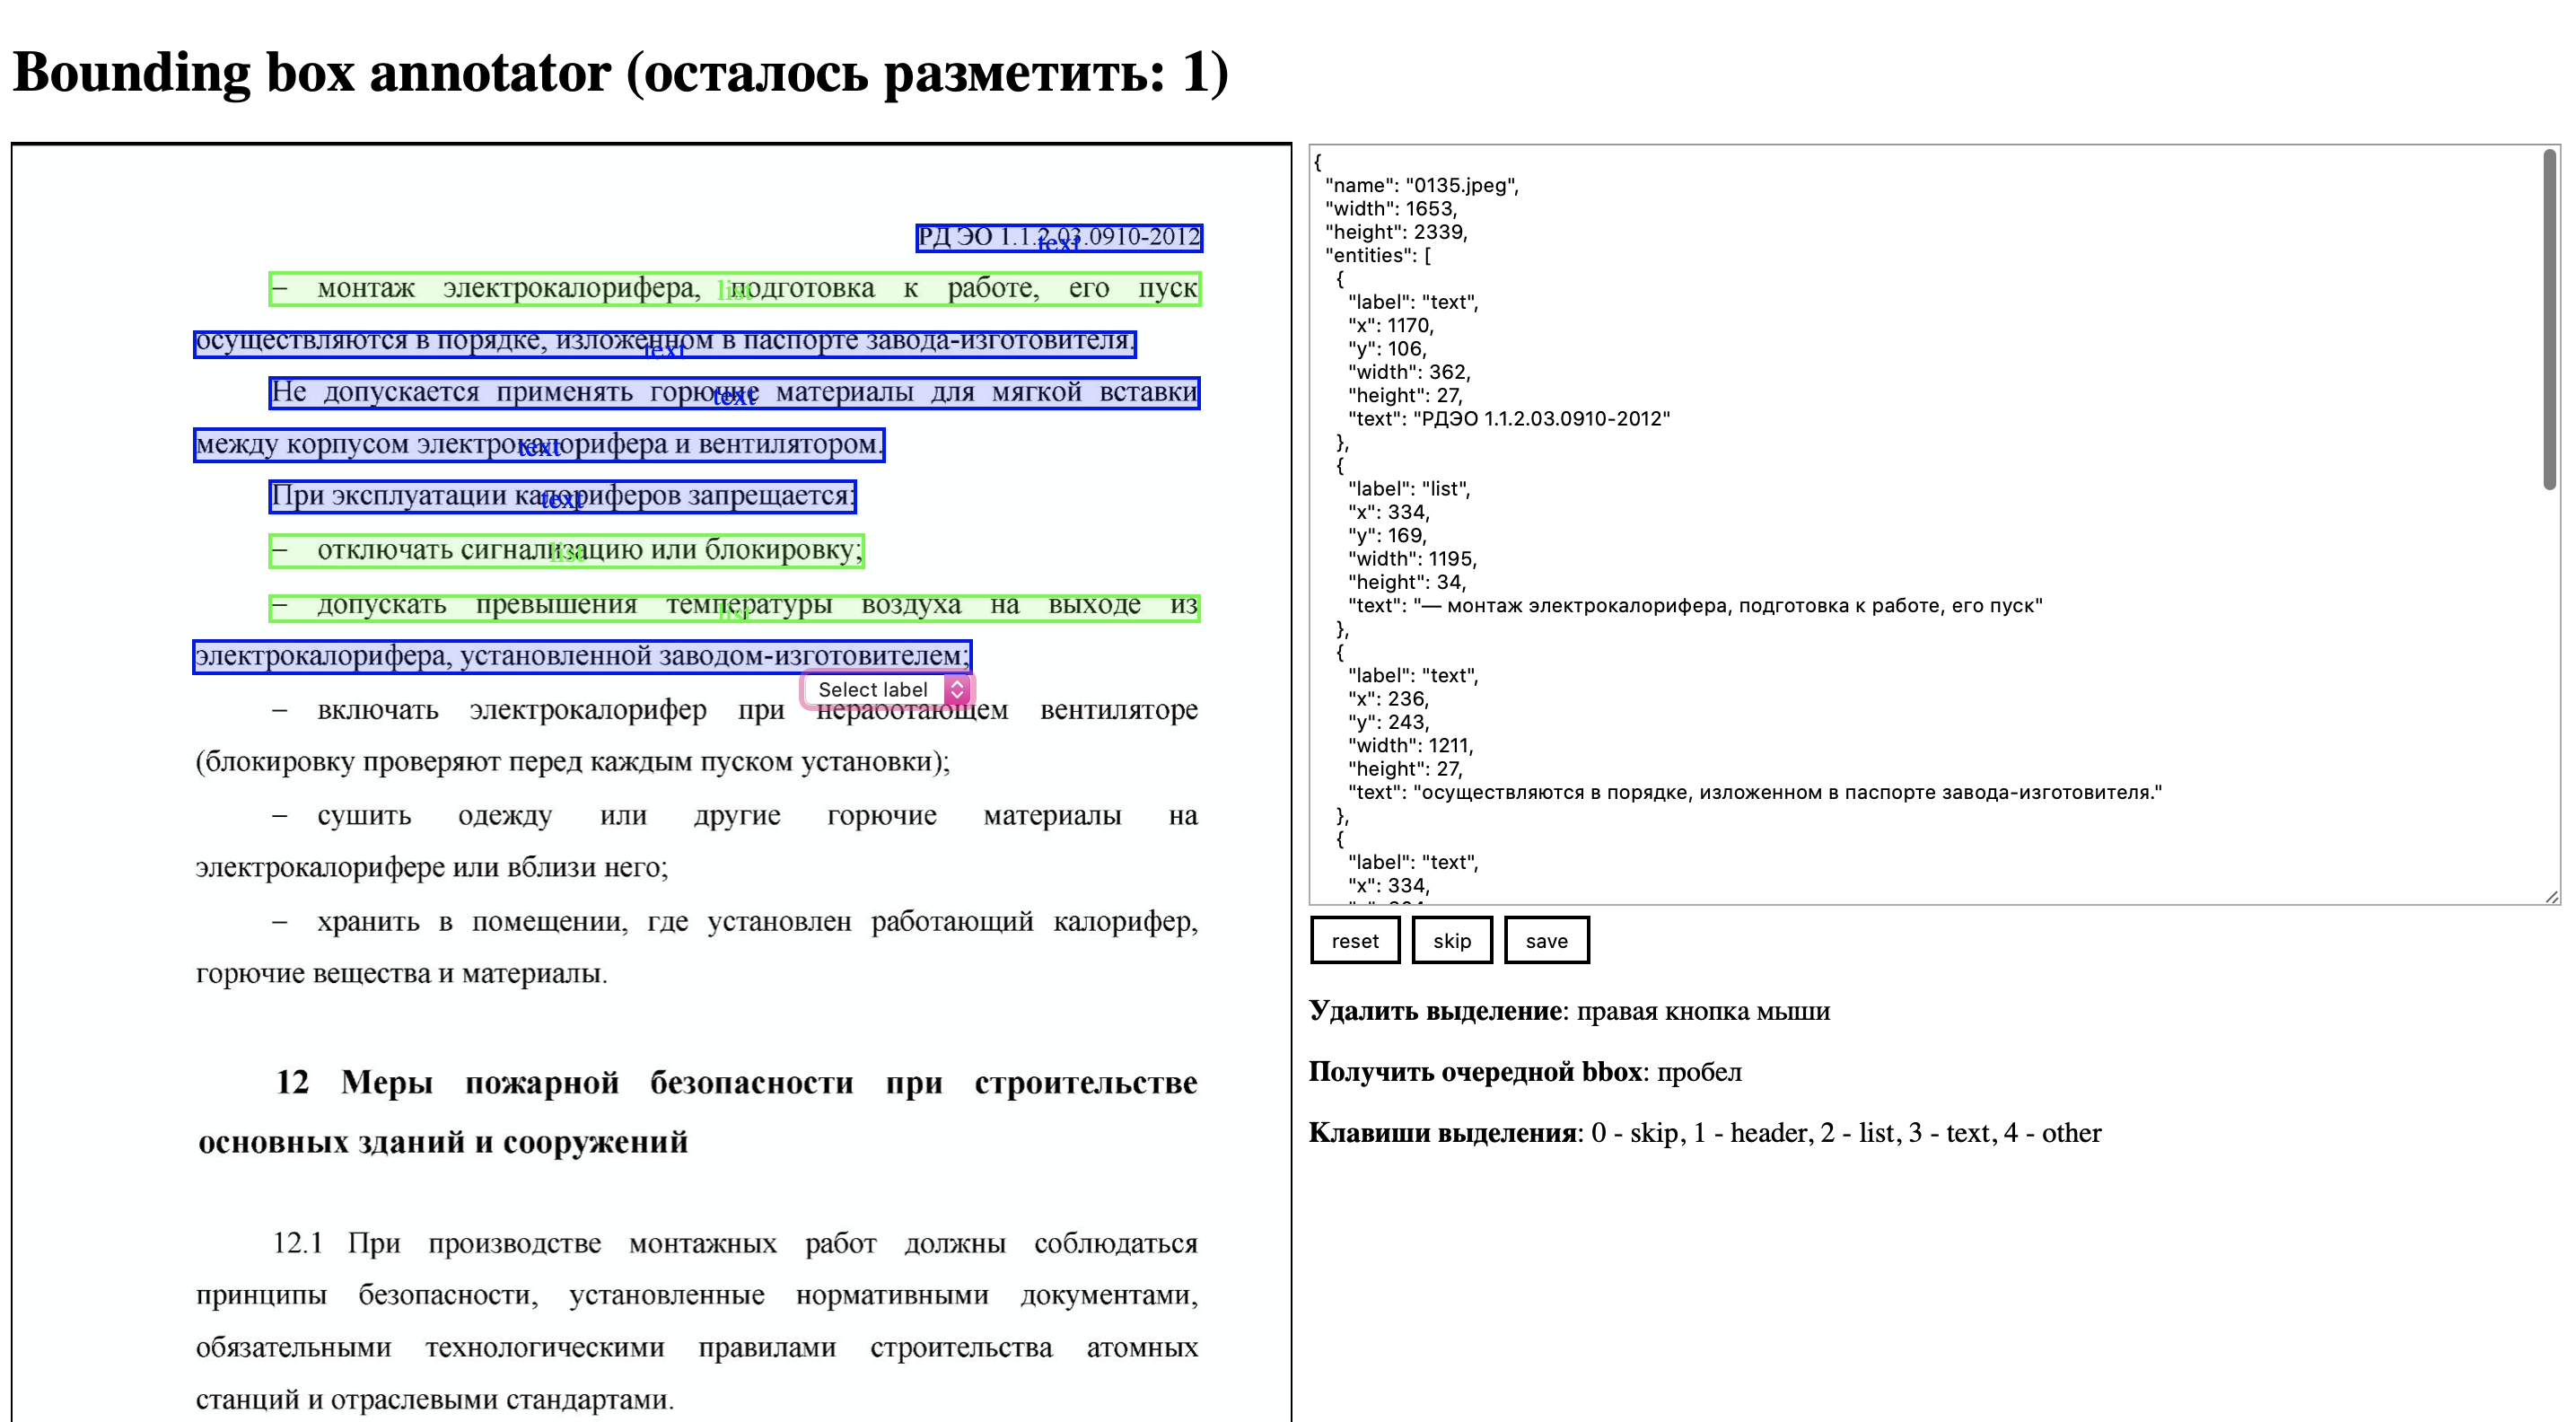 Bounding box annotator (осталось разметить: 1)
РД ЭО 1.1.2.03.0910-2012
text
– монтаж электрокалорифера, подготовка к работе, его пуск
list
осуществляются в порядке, изложенном в паспорте завода-изготовителя.
text
Не допускается применять горючие материалы для мягкой вставки
text
между корпусом электрокалорифера и вентилятором.
text
При эксплуатации калориферов запрещается:
text
– отключать сигнализацию или блокировку;
list
– допускать превышения температуры воздуха на выходе из
list
электрокалорифера, установленной заводом-изготовителем;
Select label
– включать электрокалорифер при неработающем вентиляторе
(блокировку проверяют перед каждым пуском установки);
– сушить одежду или другие горючие материалы на
электрокалорифере или вблизи него;
– хранить в помещении, где установлен работающий калорифер,
горючие вещества и материалы.
12 Меры пожарной безопасности при строительстве
основных зданий и сооружений
12.1 При производстве монтажных работ должны соблюдаться
принципы безопасности, установленные нормативными документами,
обязательными технологическими правилами строительства атомных
станций и отраслевыми стандартами.
{
"name": "0135.jpeg",
"width": 1653,
"height": 2339,
"entities": [
{
"label": "text",
"x": 1170,
"y": 106,
"width": 362,
"height": 27,
"text": "РДЭО 1.1.2.03.0910-2012"
},
{
"label": "list",
"x": 334,
"y": 169,
"width": 1195,
"height": 34,
"text": "— монтаж электрокалорифера, подготовка к работе, его пуск"
},
{
"label": "text",
"x": 236,
"y": 243,
"width": 1211,
"height": 27,
"text": "осуществляются в порядке, изложенном в паспорте завода-изготовителя."
},
{
"label": "text",
"x": 334,
reset skip save
Удалить выделение: правая кнопка мыши
Получить очередной bbox: пробел
Клавиши выделения: 0 - skip, 1 - header, 2 - list, 3 - text, 4 - other